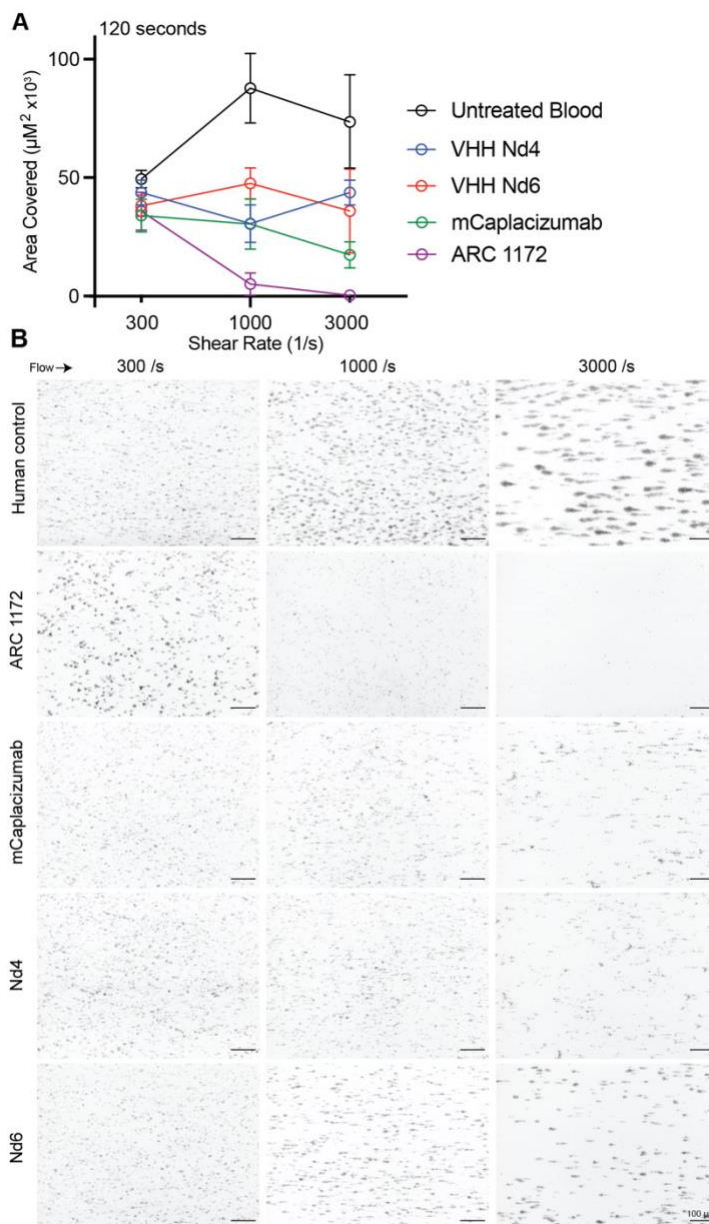 A
120 seconds
Area Covered (µM² x10³)
100
50
0
300
1000
3000
Shear Rate (1/s)
Untreated Blood
VHH Nd4
VHH Nd6
mCaplacizumab
ARC 1172
B
Flow→
300 /s
1000 /s
3000 /s
Human control
ARC 1172
mCaplacizumab
Nd4
Nd6